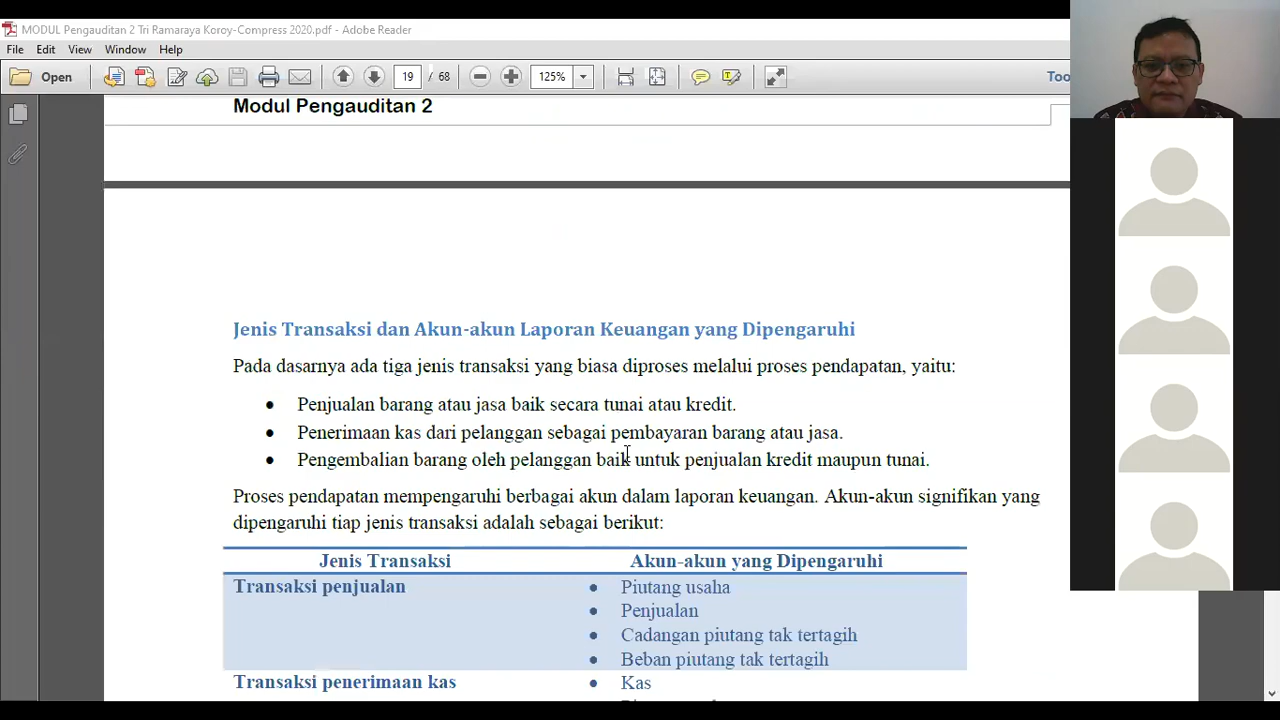 MODUL Pengauditan 2 Tri Ramaraya Koroy-Compress 2020.pdf - Adobe Reader
File Edit View Window Help
Open 19 / 68 125% Too
Modul Pengauditan 2
Jenis Transaksi dan Akun-akun Laporan Keuangan yang Dipengaruhi
Pada dasarnya ada tiga jenis transaksi yang biasa diproses melalui proses pendapatan, yaitu:
• Penjualan barang atau jasa baik secara tunai atau kredit.
• Penerimaan kas dari pelanggan sebagai pembayaran barang atau jasa.
• Pengembalian barang oleh pelanggan baik untuk penjualan kredit maupun tunai.
Proses pendapatan mempengaruhi berbagai akun dalam laporan keuangan. Akun-akun signifikan yang
dipengaruhi tiap jenis transaksi adalah sebagai berikut:
Jenis Transaksi Akun-akun yang Dipengaruhi
Transaksi penjualan • Piutang usaha
• Penjualan
• Cadangan piutang tak tertagih
• Beban piutang tak tertagih
Transaksi penerimaan kas • Kas